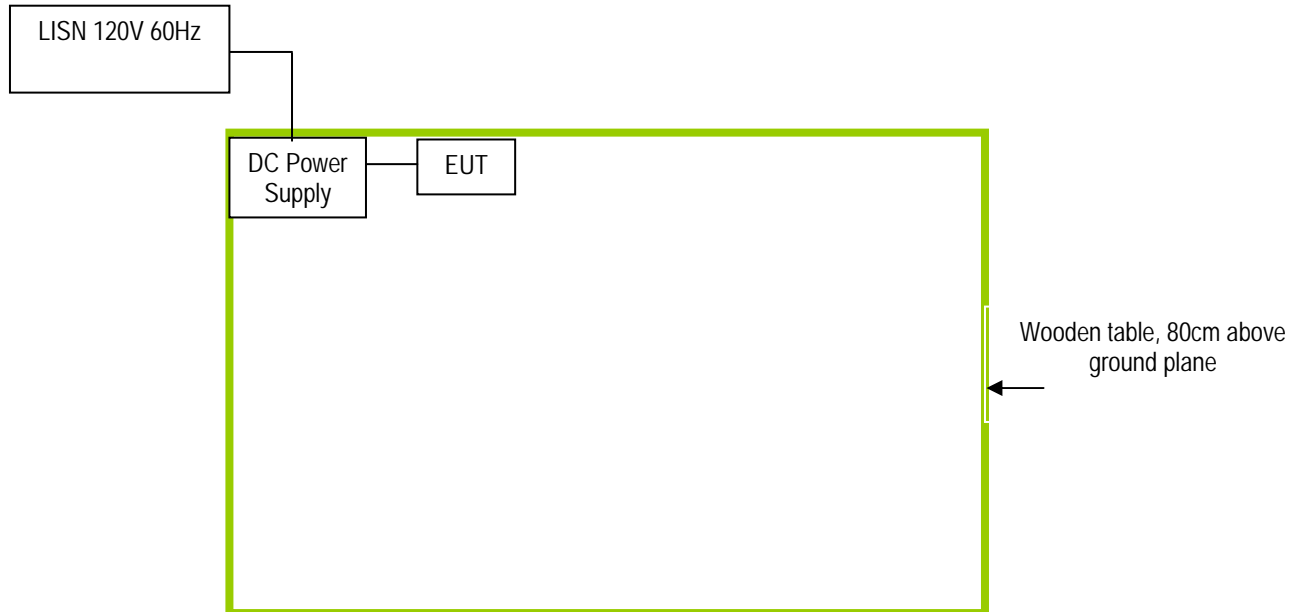 LISN 120V 60Hz
DC Power
Supply
EUT
Wooden table, 80cm above
ground plane